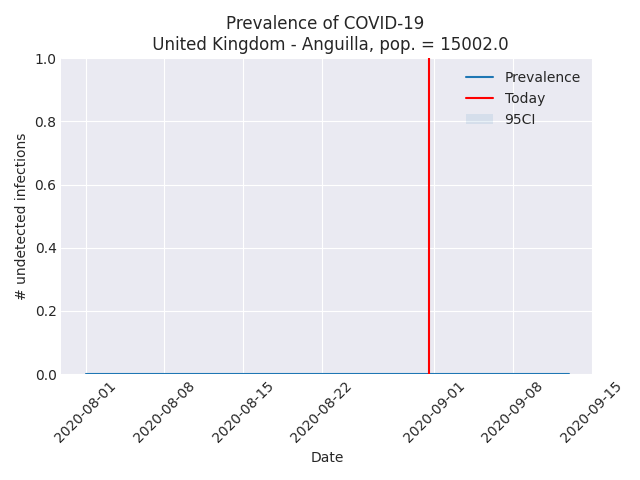 Prevalence of COVID-19
United Kingdom - Anguilla, pop. = 15002.0
1.0
0.8
0.6
0.4
0.2
0.0
# undetected infections
Prevalence
Today
95CI
2020-08-01
2020-08-08
2020-08-15
2020-08-22
2020-09-01
2020-09-08
2020-09-15
Date